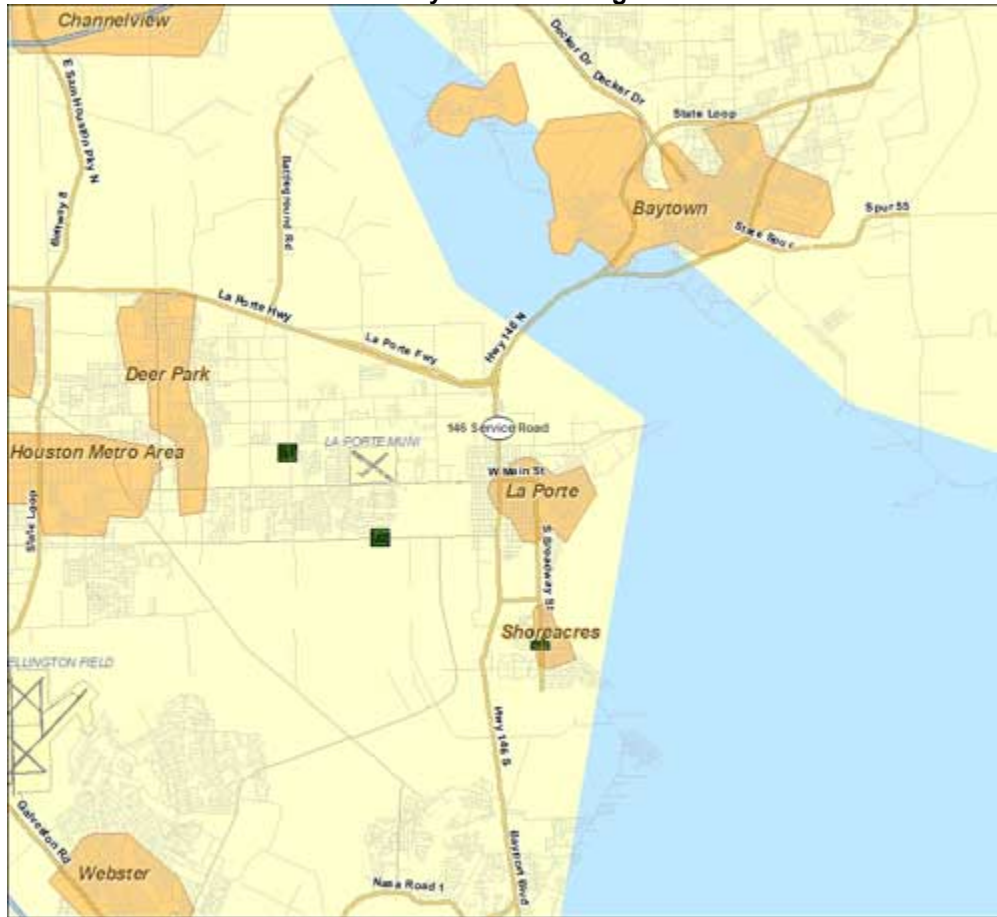 Channelview
E Sam Houston Pky N
Decker Dr
Decker Dr
State Loop
Battleground Rd
Beltway 8
Baytown
Spur 55
State Spur
La Porte Hwy
La Porte Fwy
Hwy 146 N
Deer Park
146 Service Road
Houston Metro Area
LA PORTE MUNI
W Main St
La Porte
State Loop
S Broadway St
Shoreacres
ELLINGTON FIELD
Hwy 146 S
Galveston Rd
Bayport Blvd
Webster
Nasa Road 1